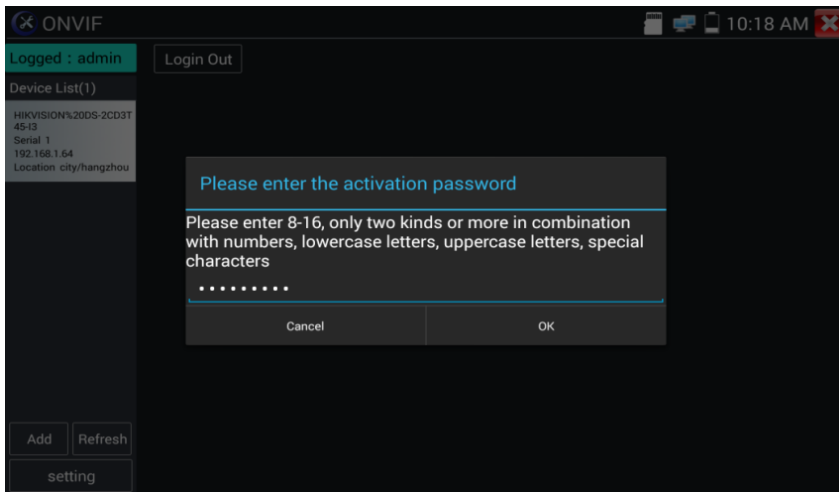 ONVIF
10:18 AM
Logged : admin
Login Out
Device List(1)
HIKVISION%20DS-2CD3T
45-I3
Serial 1
192.168.1.64
Location city/hangzhou
Please enter the activation password
Please enter 8-16, only two kinds or more in combination
with numbers, lowercase letters, uppercase letters, special
characters
•••••••••
Cancel
OK
Add
Refresh
setting